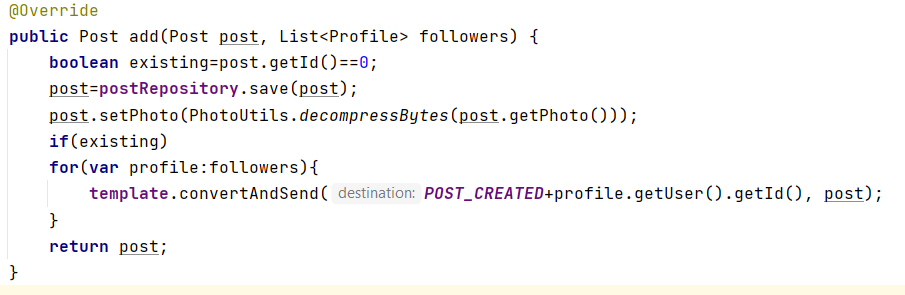 @Override
public Post add(Post post, List<Profile> followers) {
    boolean existing=post.getId()==0;
    post=postRepository.save(post);
    post.setPhoto(PhotoUtils.decompressBytes(post.getPhoto()));
    if(existing)
    for(var profile:followers){
        template.convertAndSend( destination: POST_CREATED+profile.getUser().getId(), post);
    }
    return post;
}